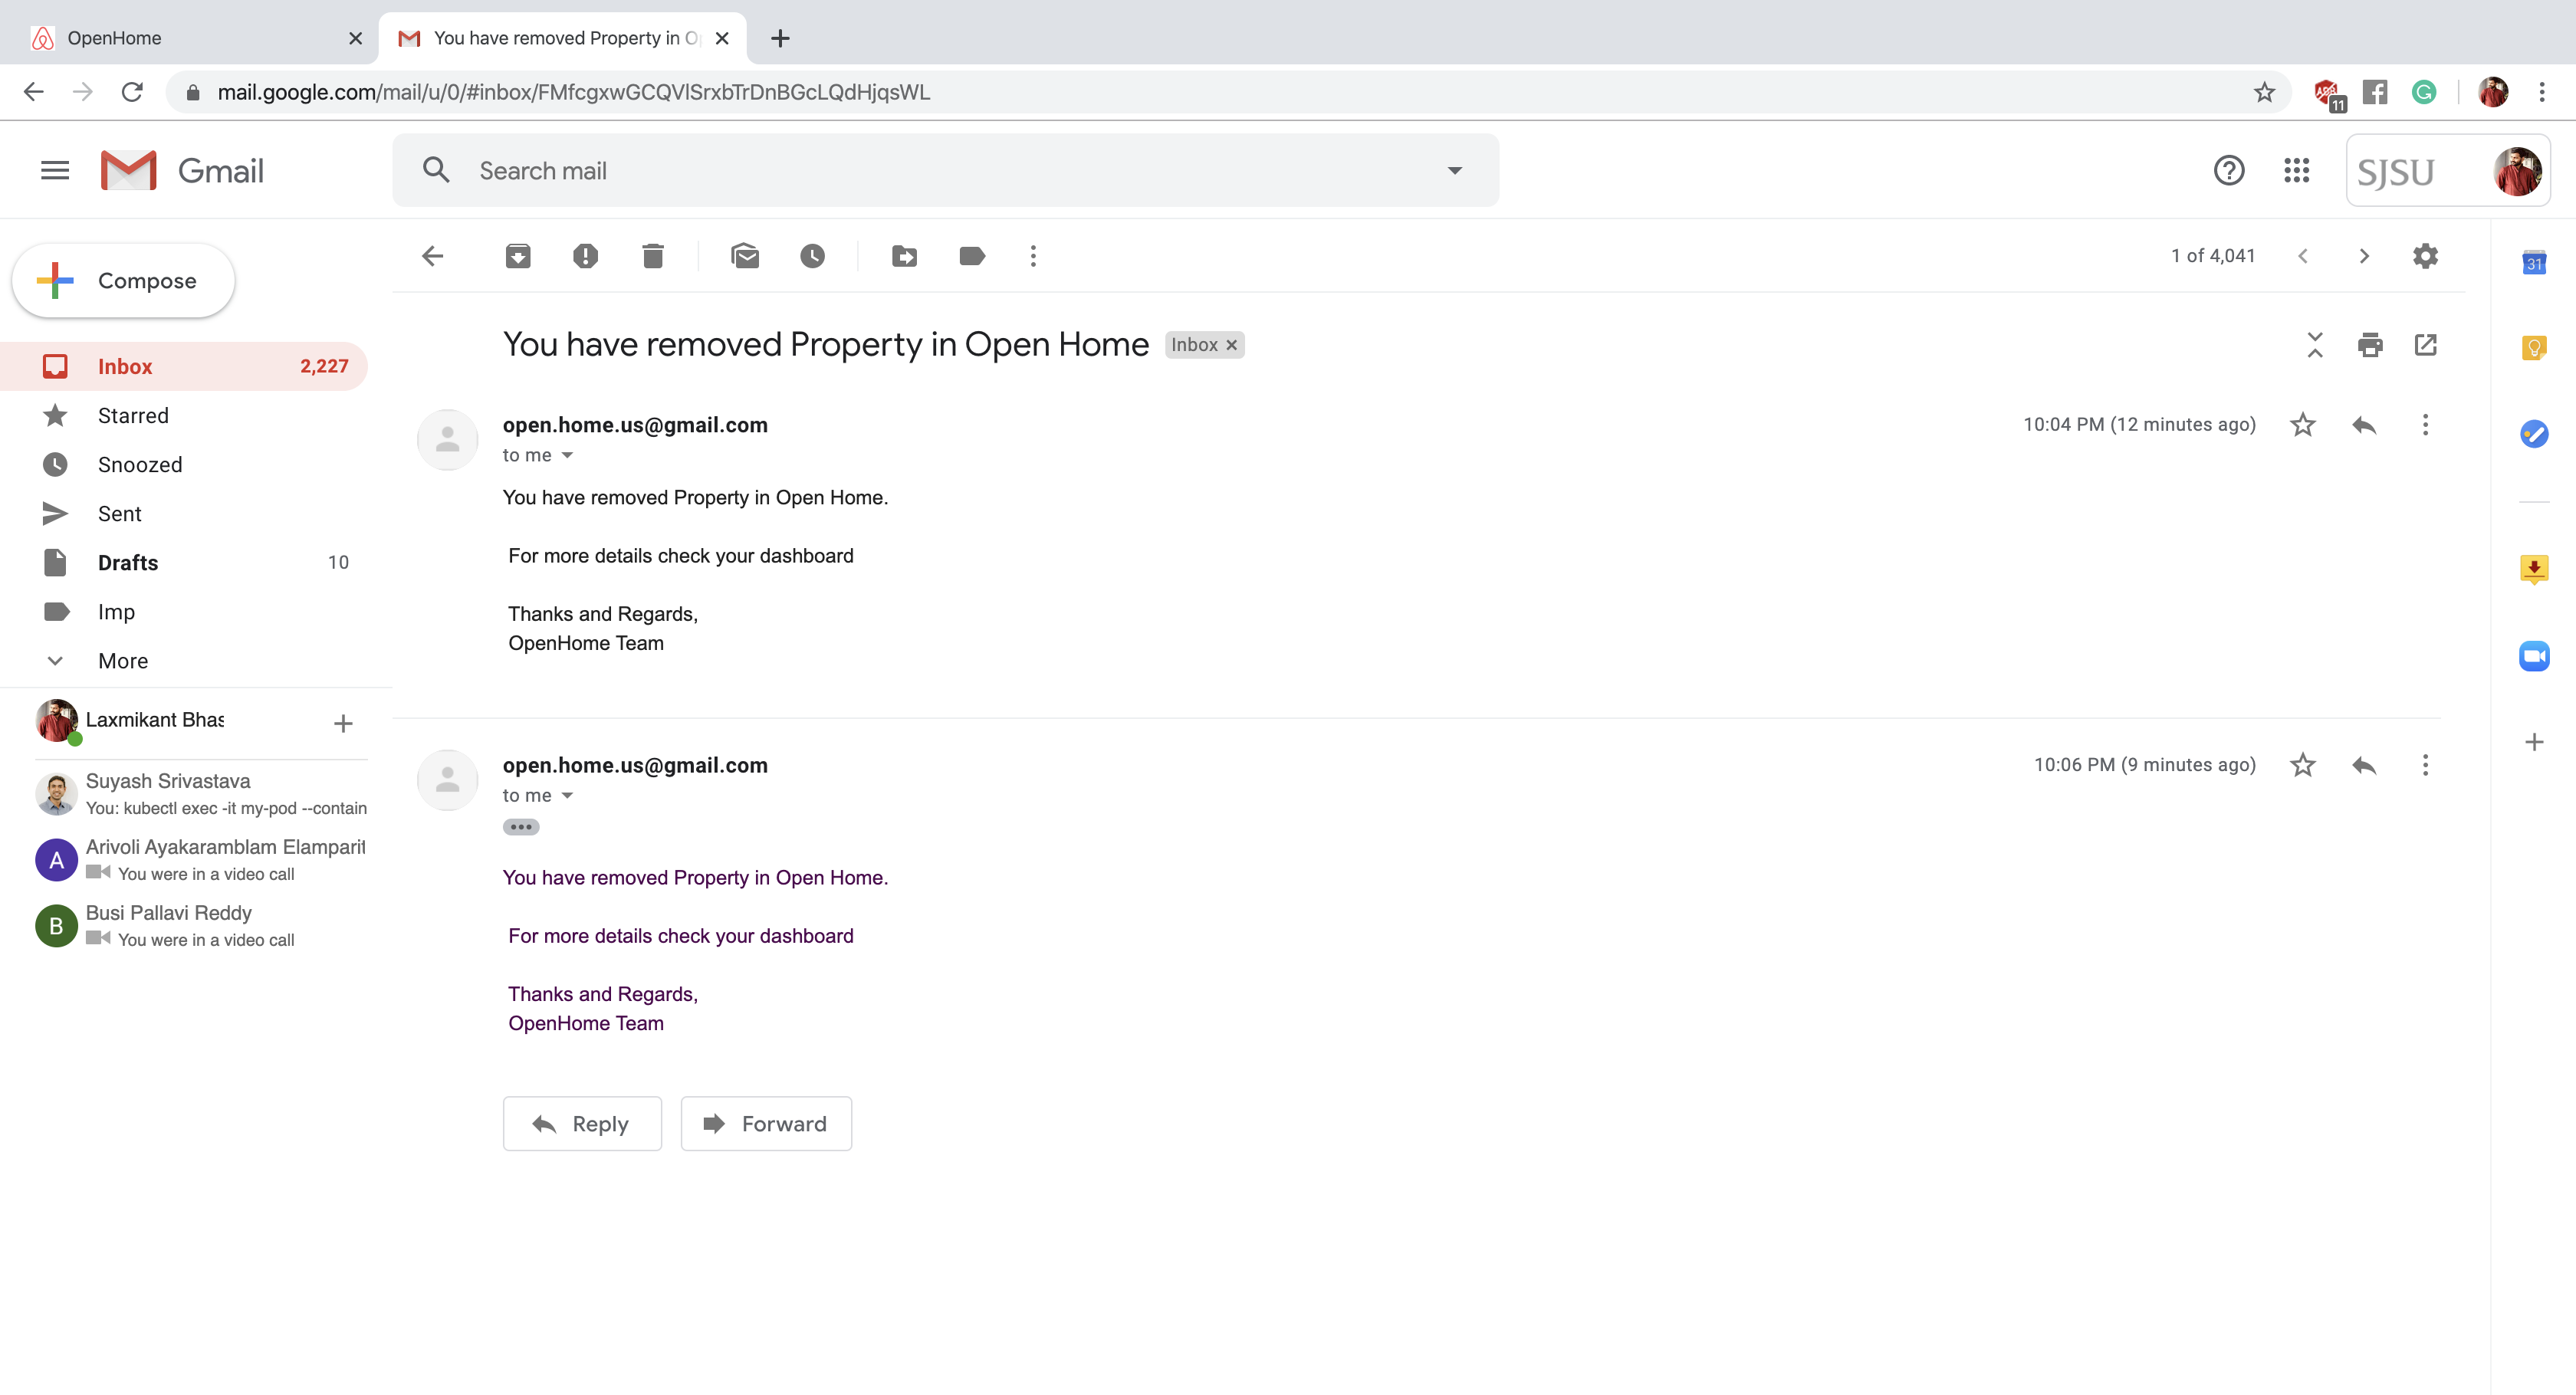 OpenHome
You have removed Property in O
mail.google.com/mail/u/0/#inbox/FMfcgxwGCQVlSrxbTrDnBGcLQdHjqsWL
ABP
11
Gmail
Search mail
SJSU
Compose
1 of 4,041
31
You have removed Property in Open Home
Inbox
Inbox 2,227
Starred
Snoozed
Sent
Drafts 10
Imp
More
open.home.us@gmail.com
10:04 PM (12 minutes ago)
to me
You have removed Property in Open Home.
For more details check your dashboard
Thanks and Regards,
OpenHome Team
Laxmikant Bhas
Suyash Srivastava
You: kubectl exec -it my-pod --contain
A
Arivoli Ayakaramblam Elamparit
You were in a video call
B
Busi Pallavi Reddy
You were in a video call
open.home.us@gmail.com
10:06 PM (9 minutes ago)
to me
You have removed Property in Open Home.
For more details check your dashboard
Thanks and Regards,
OpenHome Team
Reply
Forward